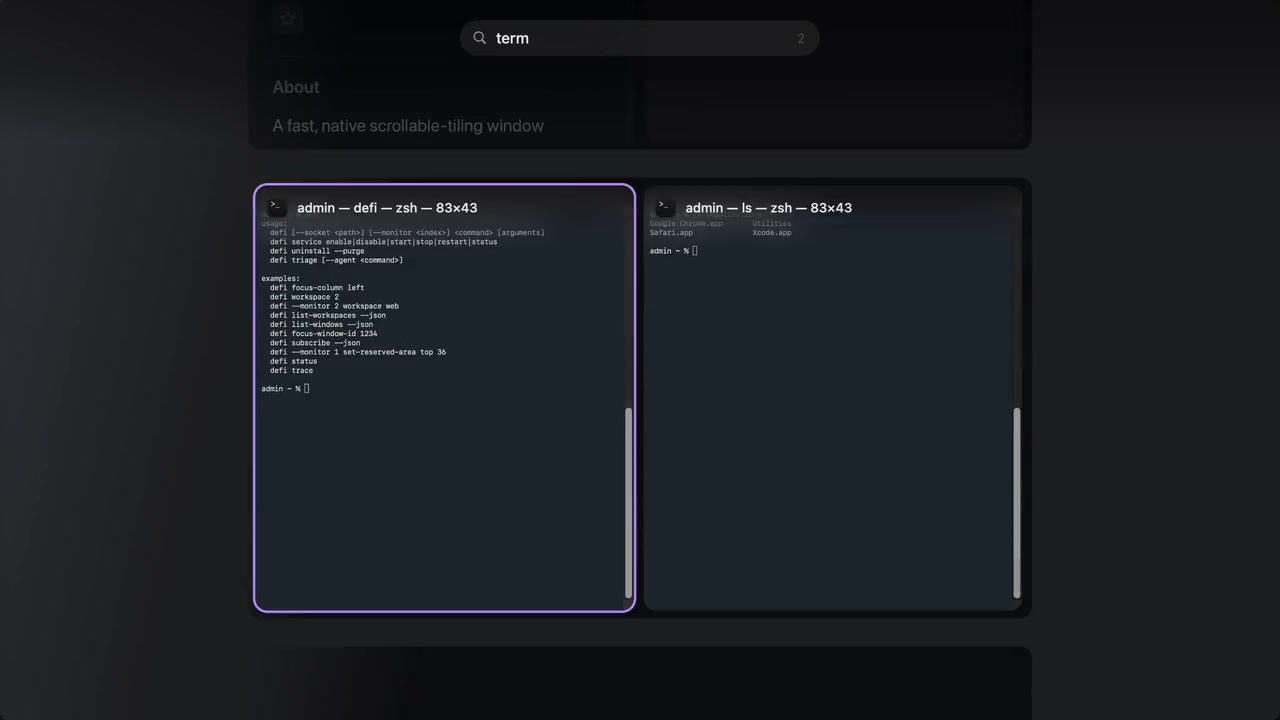 term
2
About
A fast, native scrollable-tiling window
admin — defi — zsh — 83×43
usage:
defi [--socket <path>] [--monitor <index>] <command> [arguments]
defi service enable|disable|start|stop|restart|status
defi uninstall --purge
defi triage [--agent <command>]
examples:
defi focus-column left
defi workspace 2
defi --monitor 2 workspace web
defi list-workspaces --json
defi list-windows --json
defi focus-window-id 1234
defi subscribe --json
defi --monitor 1 set-reserved-area top 36
defi status
defi trace
admin ~ %
admin — ls — zsh — 83×43
Google Chrome.app Utilities
Safari.app Xcode.app
admin ~ %